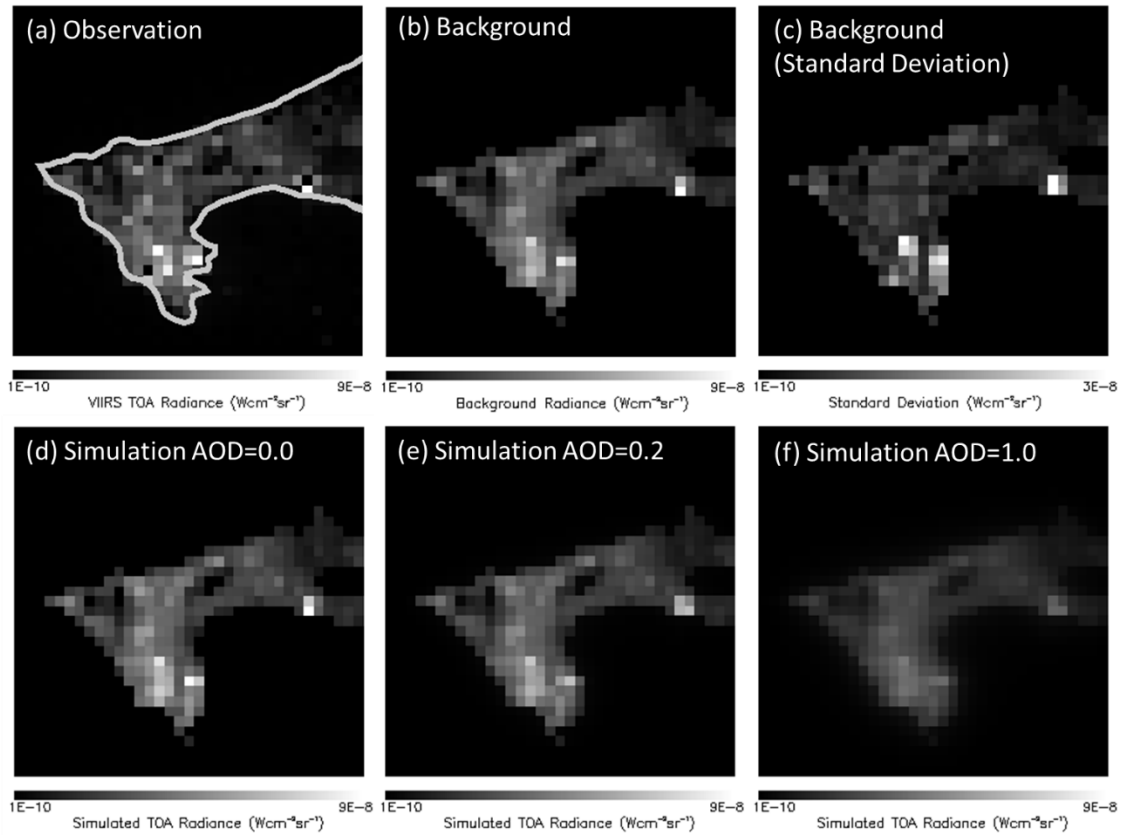 (a) Observation
(b) Background
(c) Background
(Standard Deviation)
1E-10 9E-8
VIIRS TOA Radiance (Wcm⁻²sr⁻¹)
1E-10 9E-8
Background Radiance (Wcm⁻²sr⁻¹)
1E-10 3E-8
Standard Deviation (Wcm⁻²sr⁻¹)
(d) Simulation AOD=0.0
(e) Simulation AOD=0.2
(f) Simulation AOD=1.0
1E-10 9E-8
Simulated TOA Radiance (Wcm⁻²sr⁻¹)
1E-10 9E-8
Simulated TOA Radiance (Wcm⁻²sr⁻¹)
1E-10 9E-8
Simulated TOA Radiance (Wcm⁻²sr⁻¹)